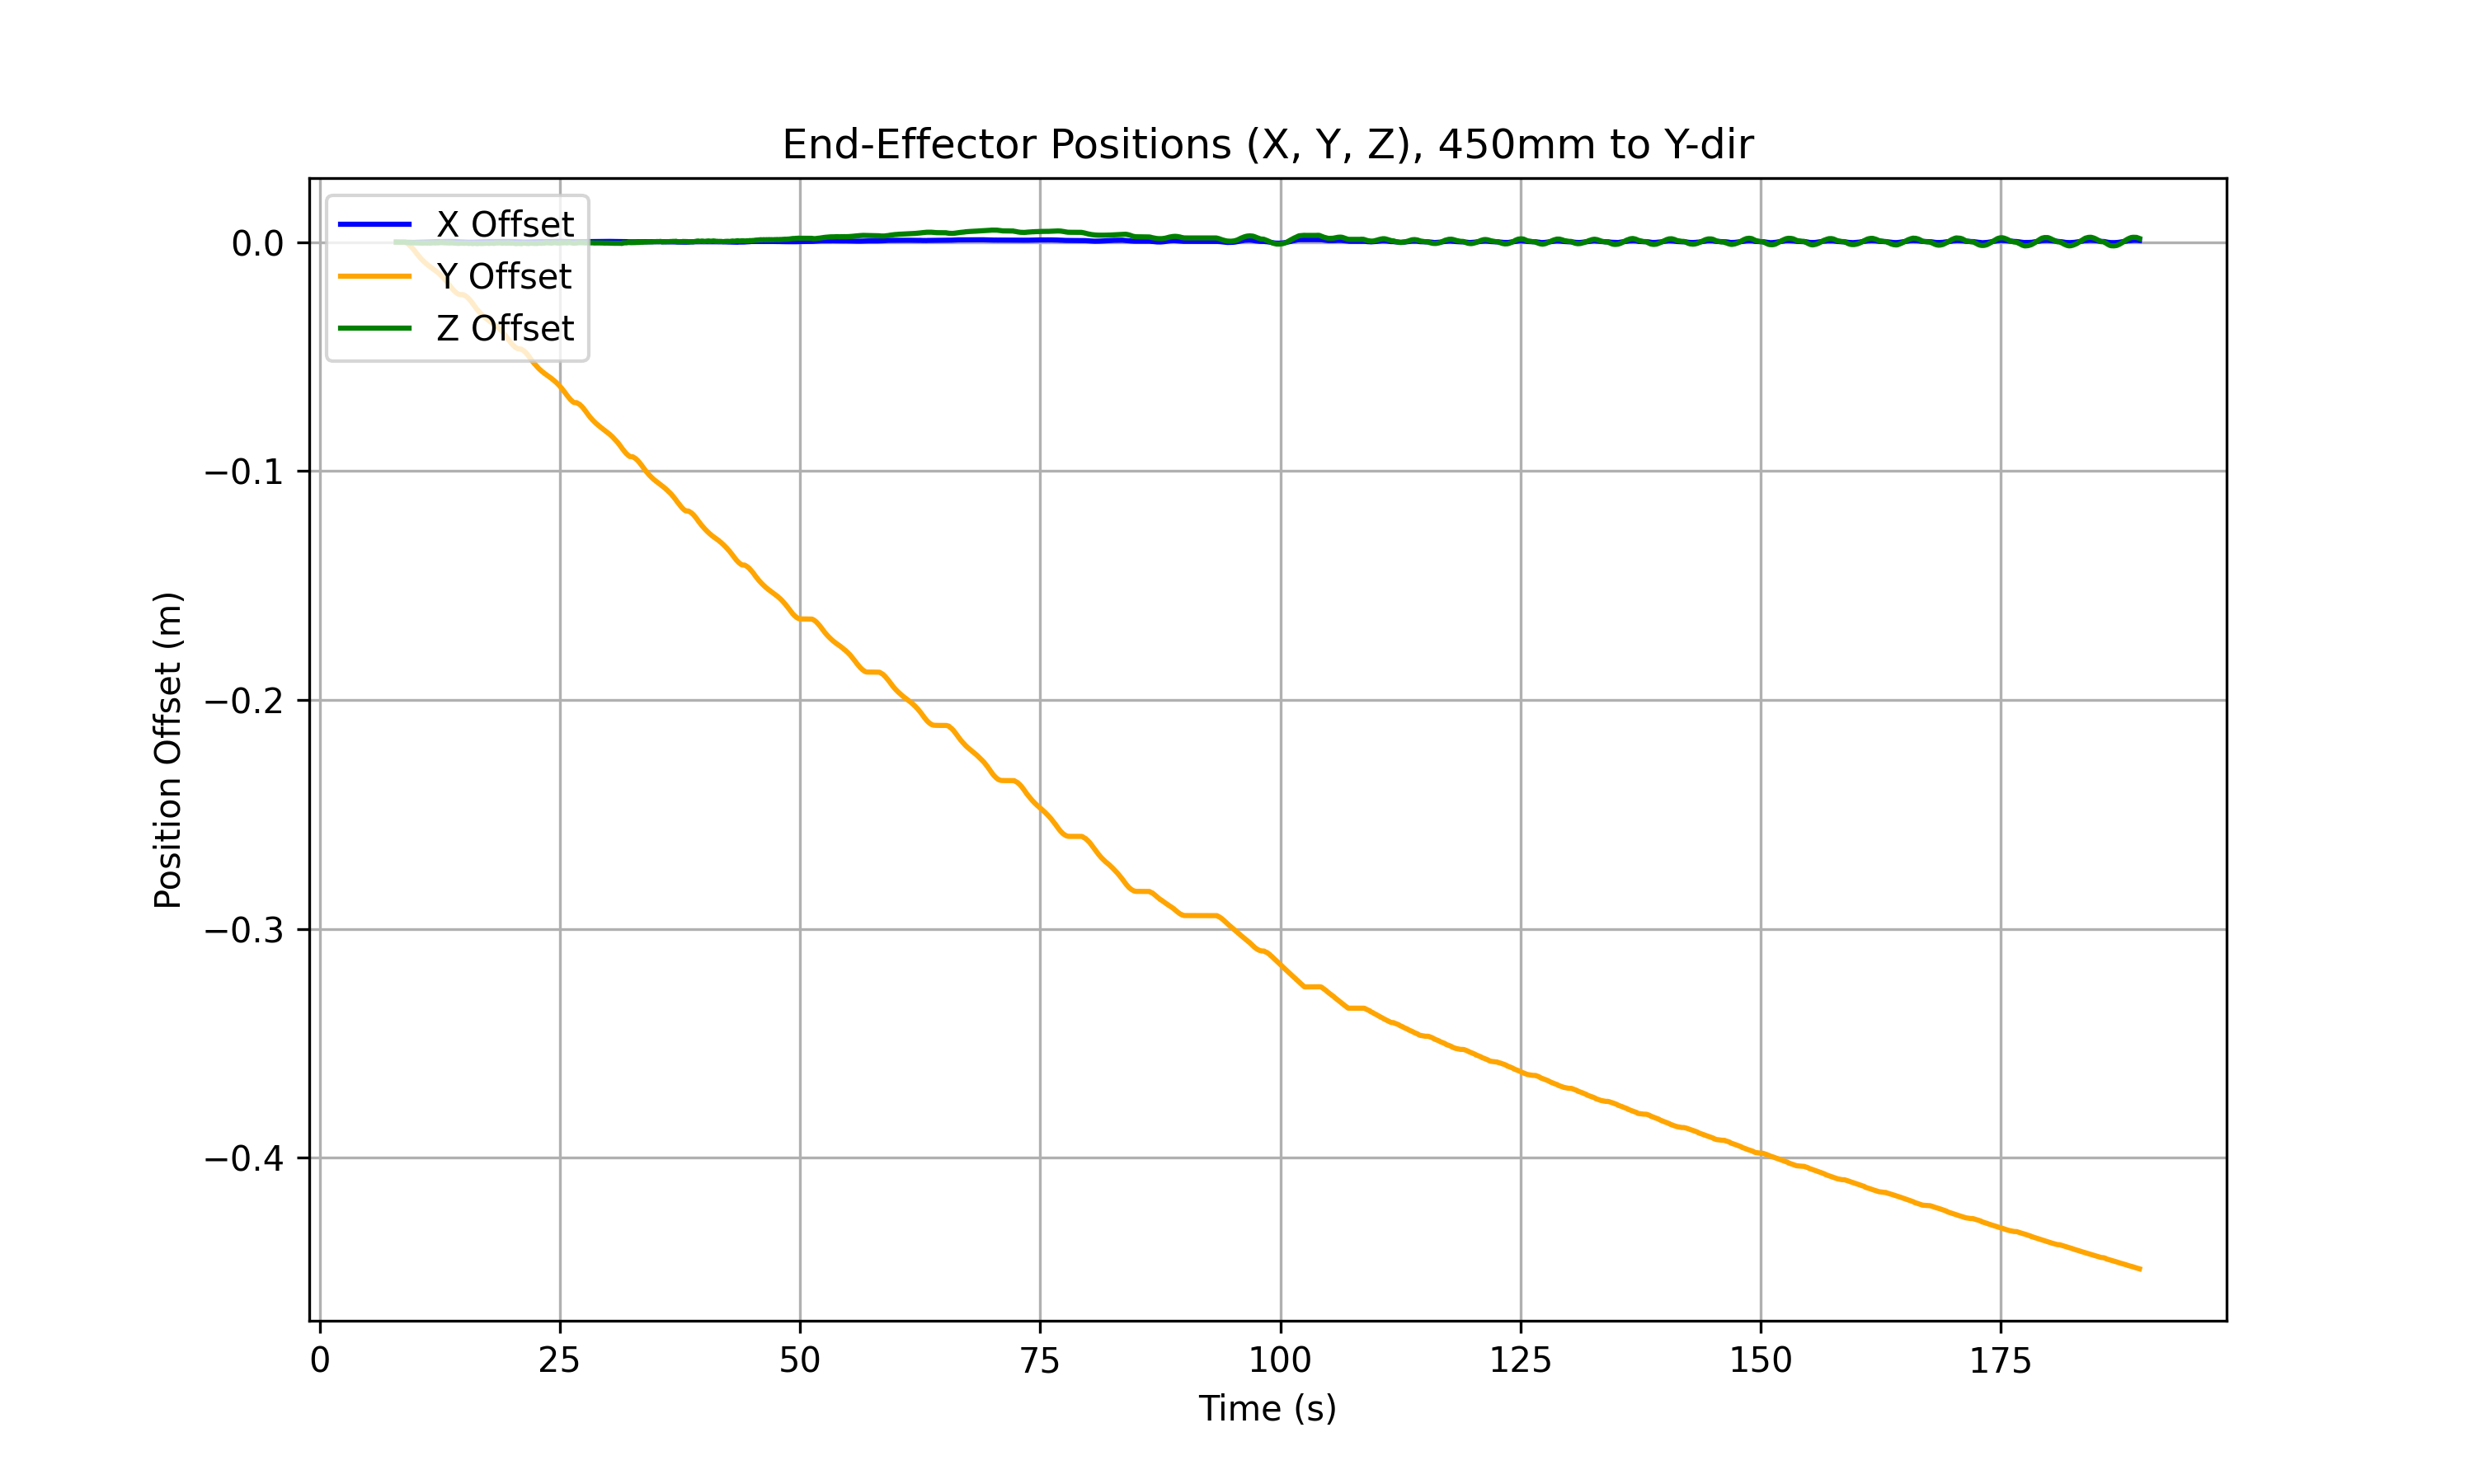 End-Effector Positions (X, Y, Z), 450mm to Y-dir
X Offset
Y Offset
Z Offset
Position Offset (m)
0.0
−0.1
−0.2
−0.3
−0.4
0 25 50 75 100 125 150 175
Time (s)